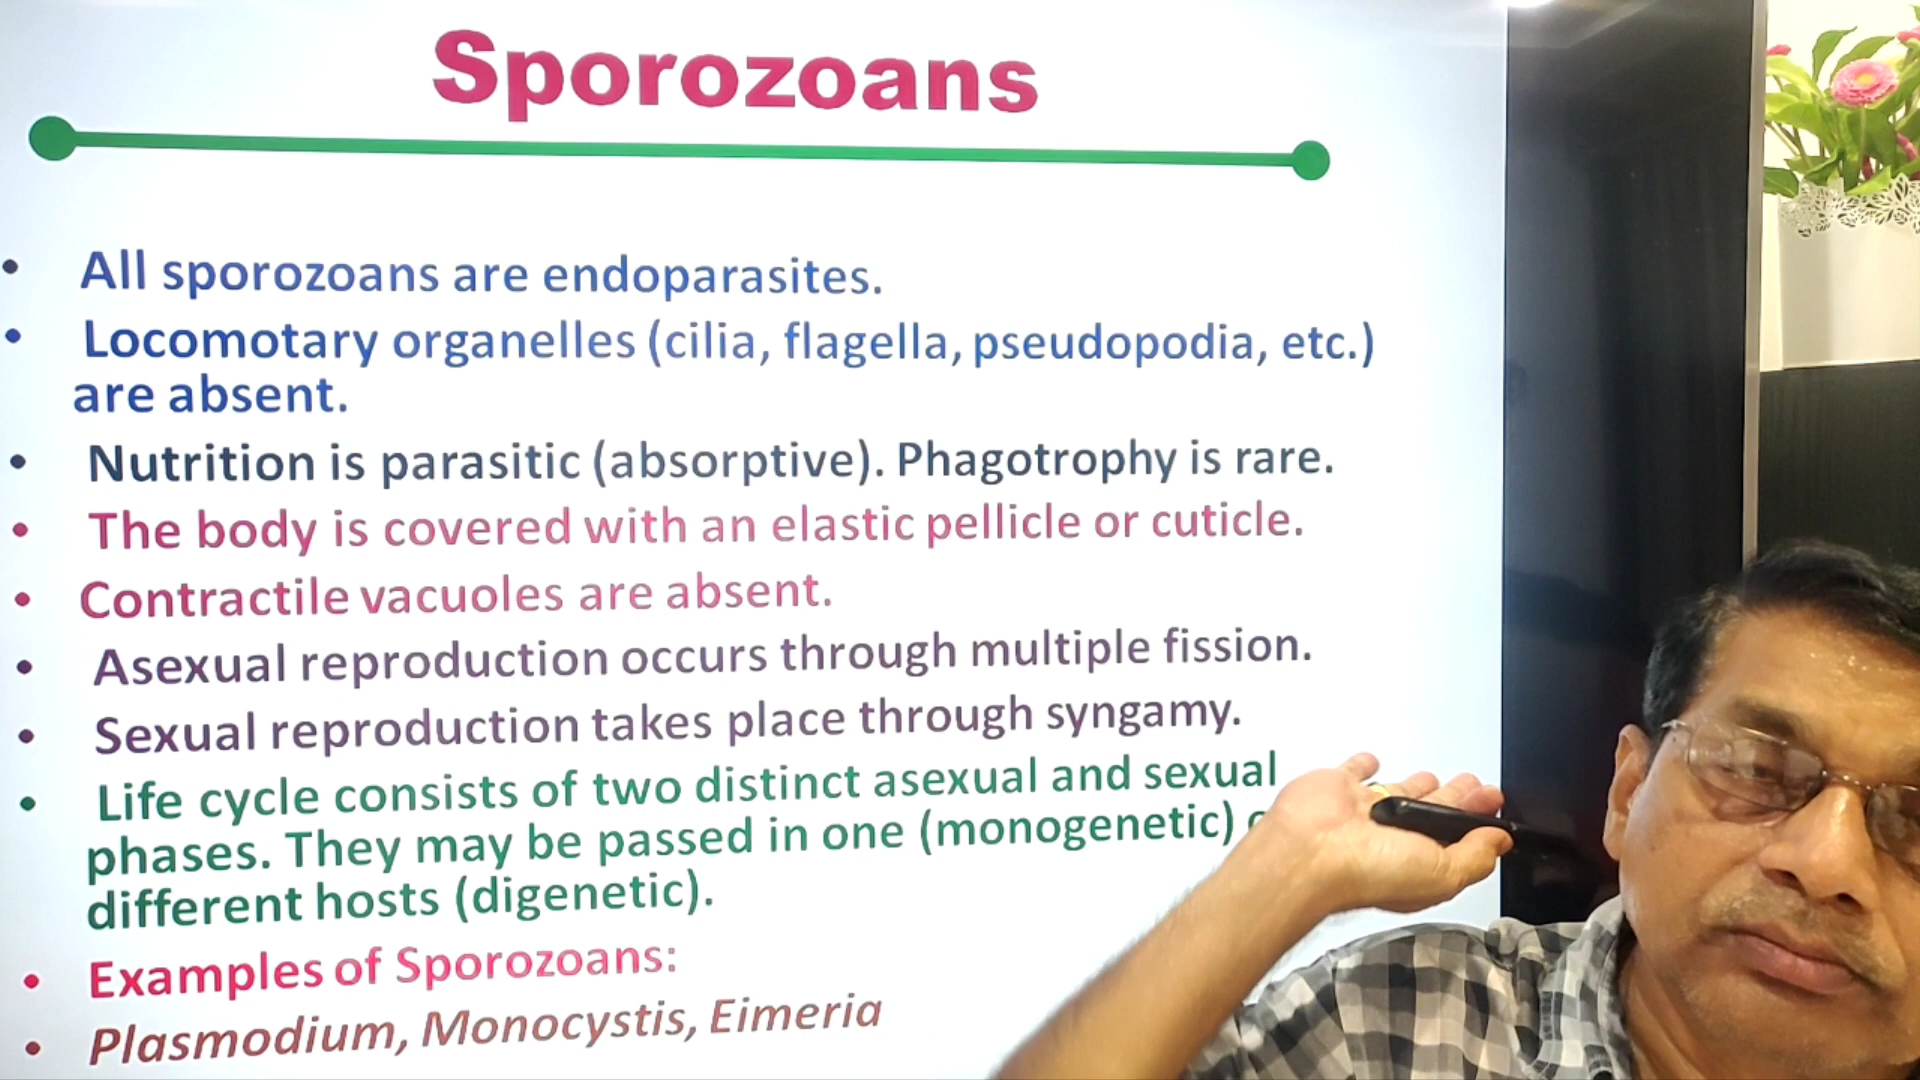 Sporozoans
• All sporozoans are endoparasites.
• Locomotary organelles (cilia, flagella, pseudopodia, etc.)
are absent.
• Nutrition is parasitic (absorptive). Phagotrophy is rare.
• The body is covered with an elastic pellicle or cuticle.
• Contractile vacuoles are absent.
• Asexual reproduction occurs through multiple fission.
• Sexual reproduction takes place through syngamy.
• Life cycle consists of two distinct asexual and sexual
phases. They may be passed in one (monogenetic)
different hosts (digenetic).
• Examples of Sporozoans:
• Plasmodium, Monocystis, Eimeria